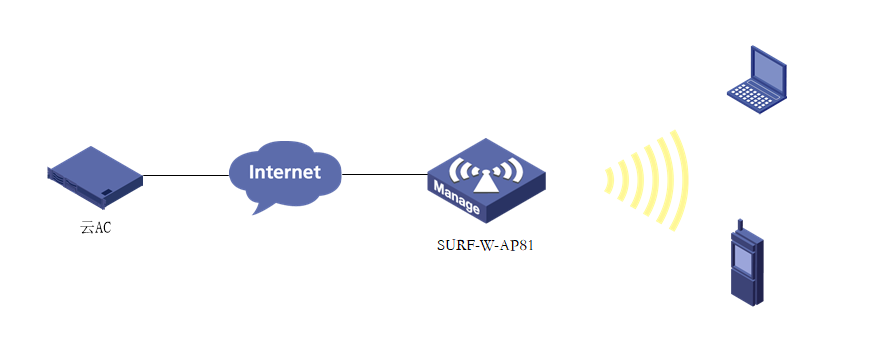 Internet
Manage
云AC
SURF-W-AP81